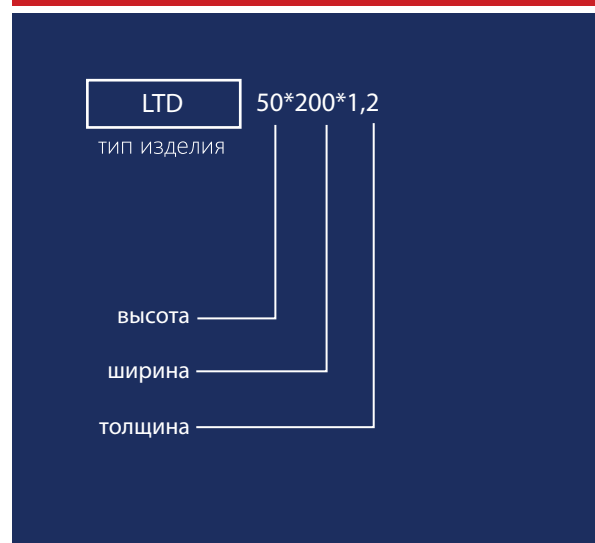 LTD 50*200*1,2
тип изделия
высота
ширина
толщина